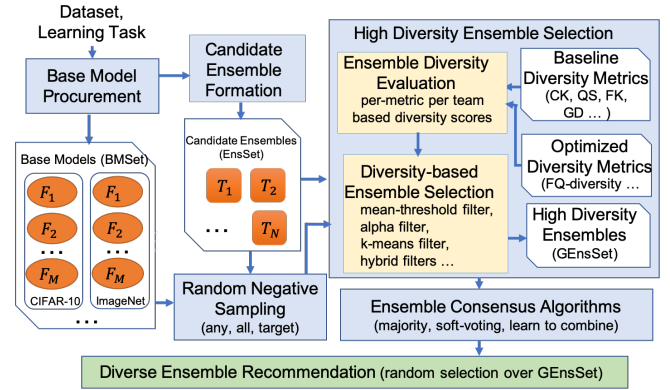 Dataset,
Learning Task
Base Model
Procurement
Candidate
Ensemble
Formation
Base Models (BMSet)
F1
F1
F2
F2
...
...
FM
FM
CIFAR-10
ImageNet
...
Candidate Ensembles
(EnsSet)
T1
T2
...
TN
Random Negative
Sampling
(any, all, target)
High Diversity Ensemble Selection
Ensemble Diversity
Evaluation
per-metric per team
based diversity scores
Baseline
Diversity Metrics
(CK, QS, FK,
GD ... )
Optimized
Diversity Metrics
(FQ-diversity ...
Diversity-based
Ensemble Selection
mean-threshold filter,
alpha filter,
k-means filter,
hybrid filters ...
High Diversity
Ensembles
(GEnsSet)
Ensemble Consensus Algorithms
(majority, soft-voting, learn to combine)
Diverse Ensemble Recommendation (random selection over GEnsSet)